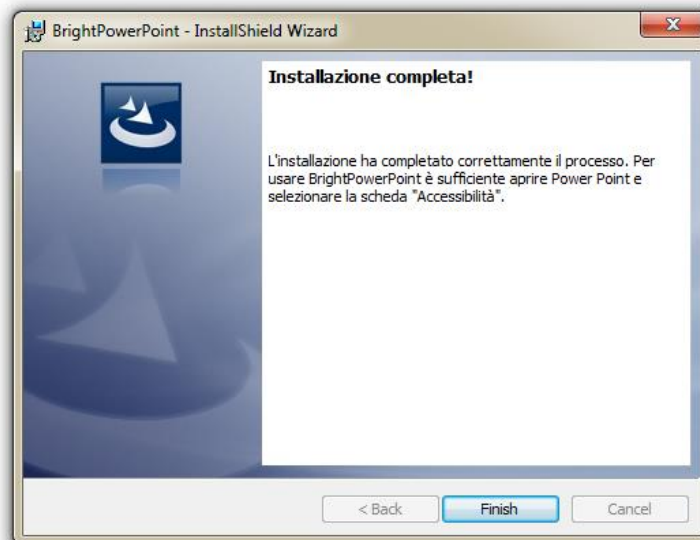 BrightPowerPoint - InstallShield Wizard
Installazione completa!
L'installazione ha completato correttamente il processo. Per
usare BrightPowerPoint è sufficiente aprire Power Point e
selezionare la scheda "Accessibilità".
< Back Finish Cancel